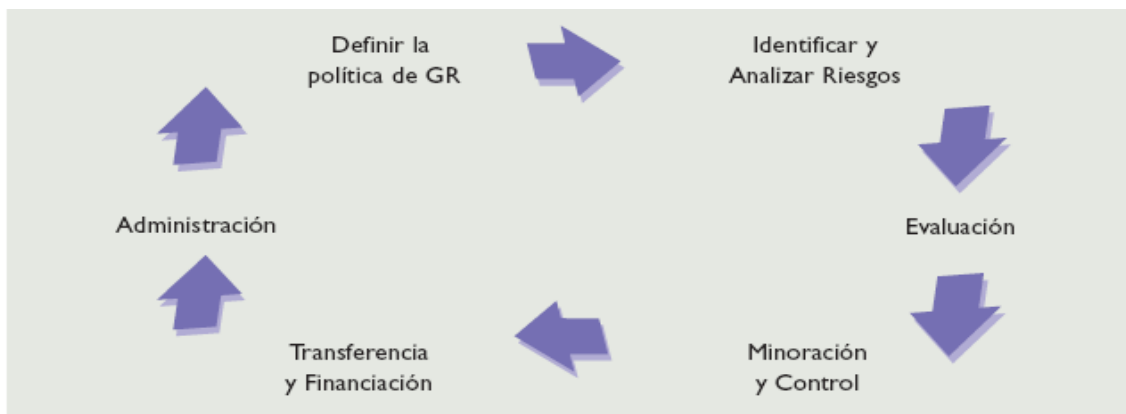 Definir la
política de GR
Identificar y
Analizar Riesgos
Evaluación
Minoración
y Control
Transferencia
y Financiación
Administración